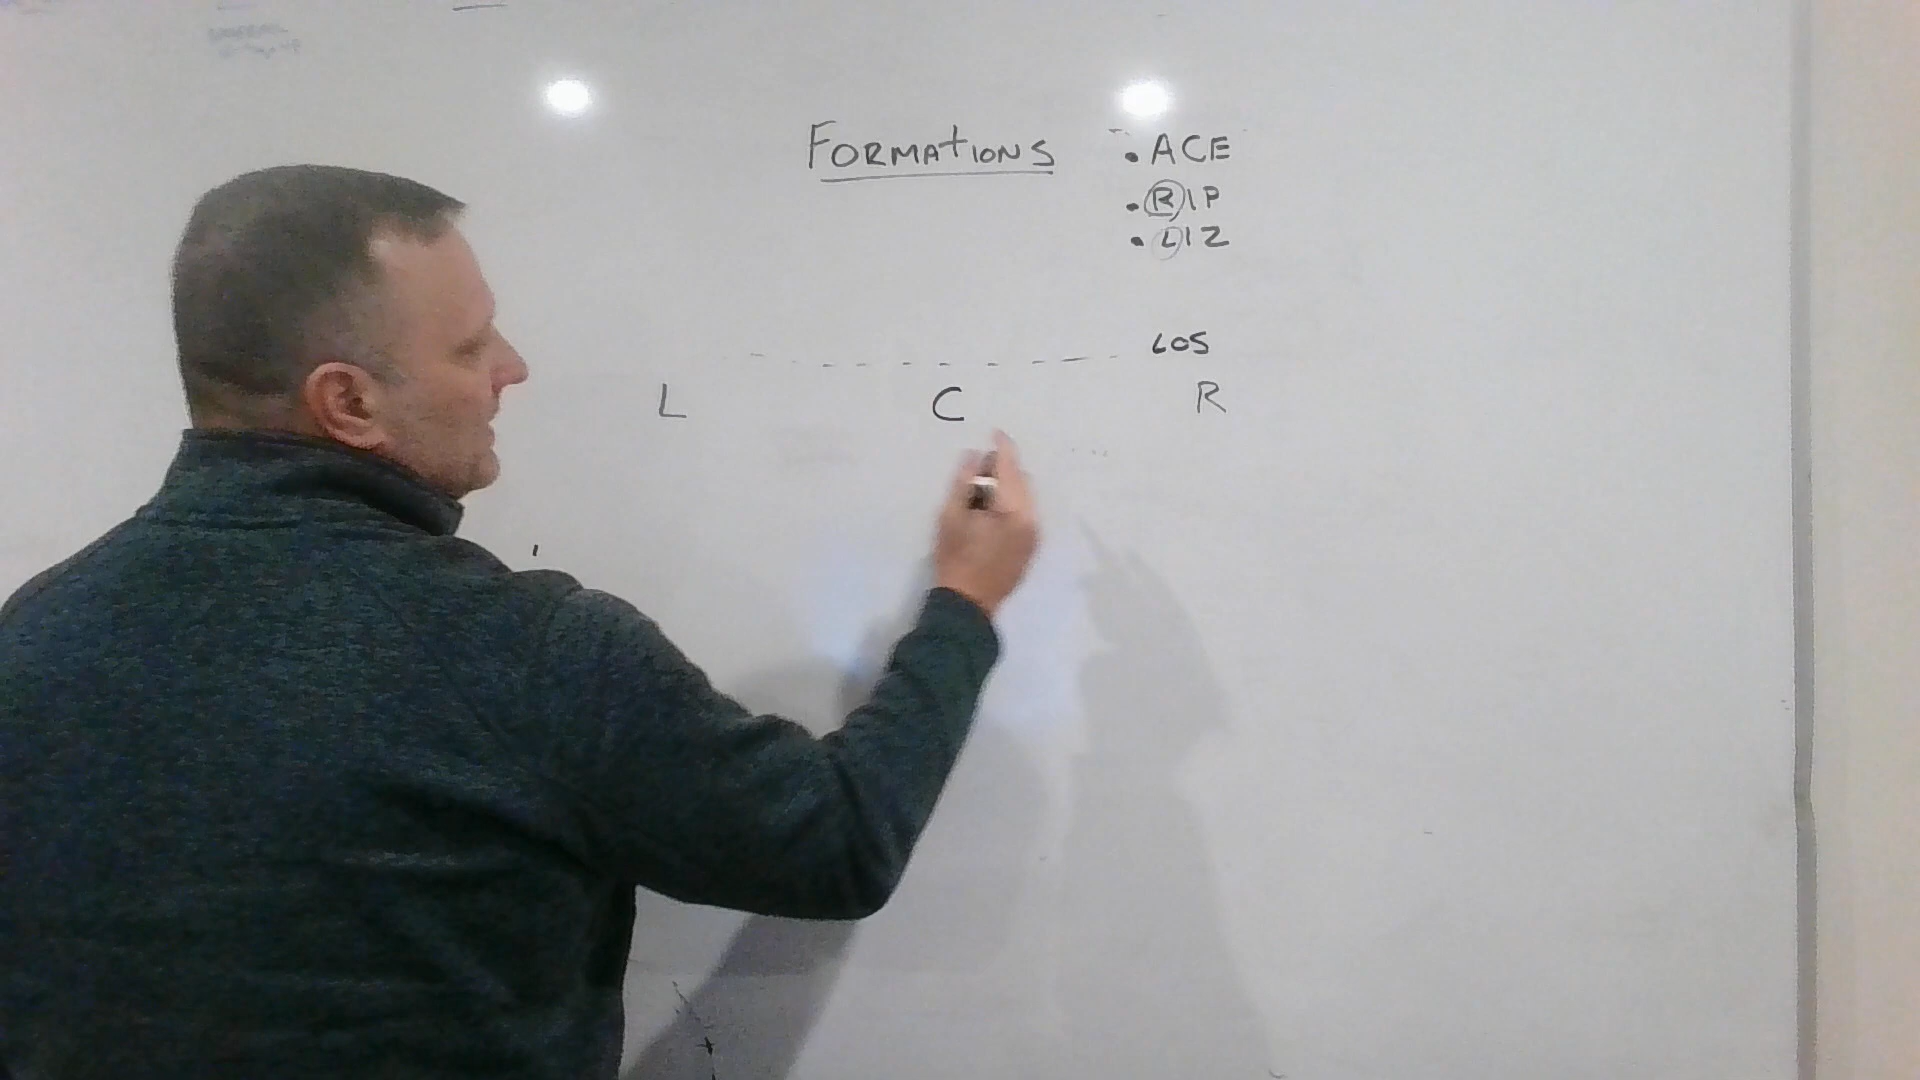 FORMATIONS
• ACE
• RIP
• LIZ
LOS
L C R